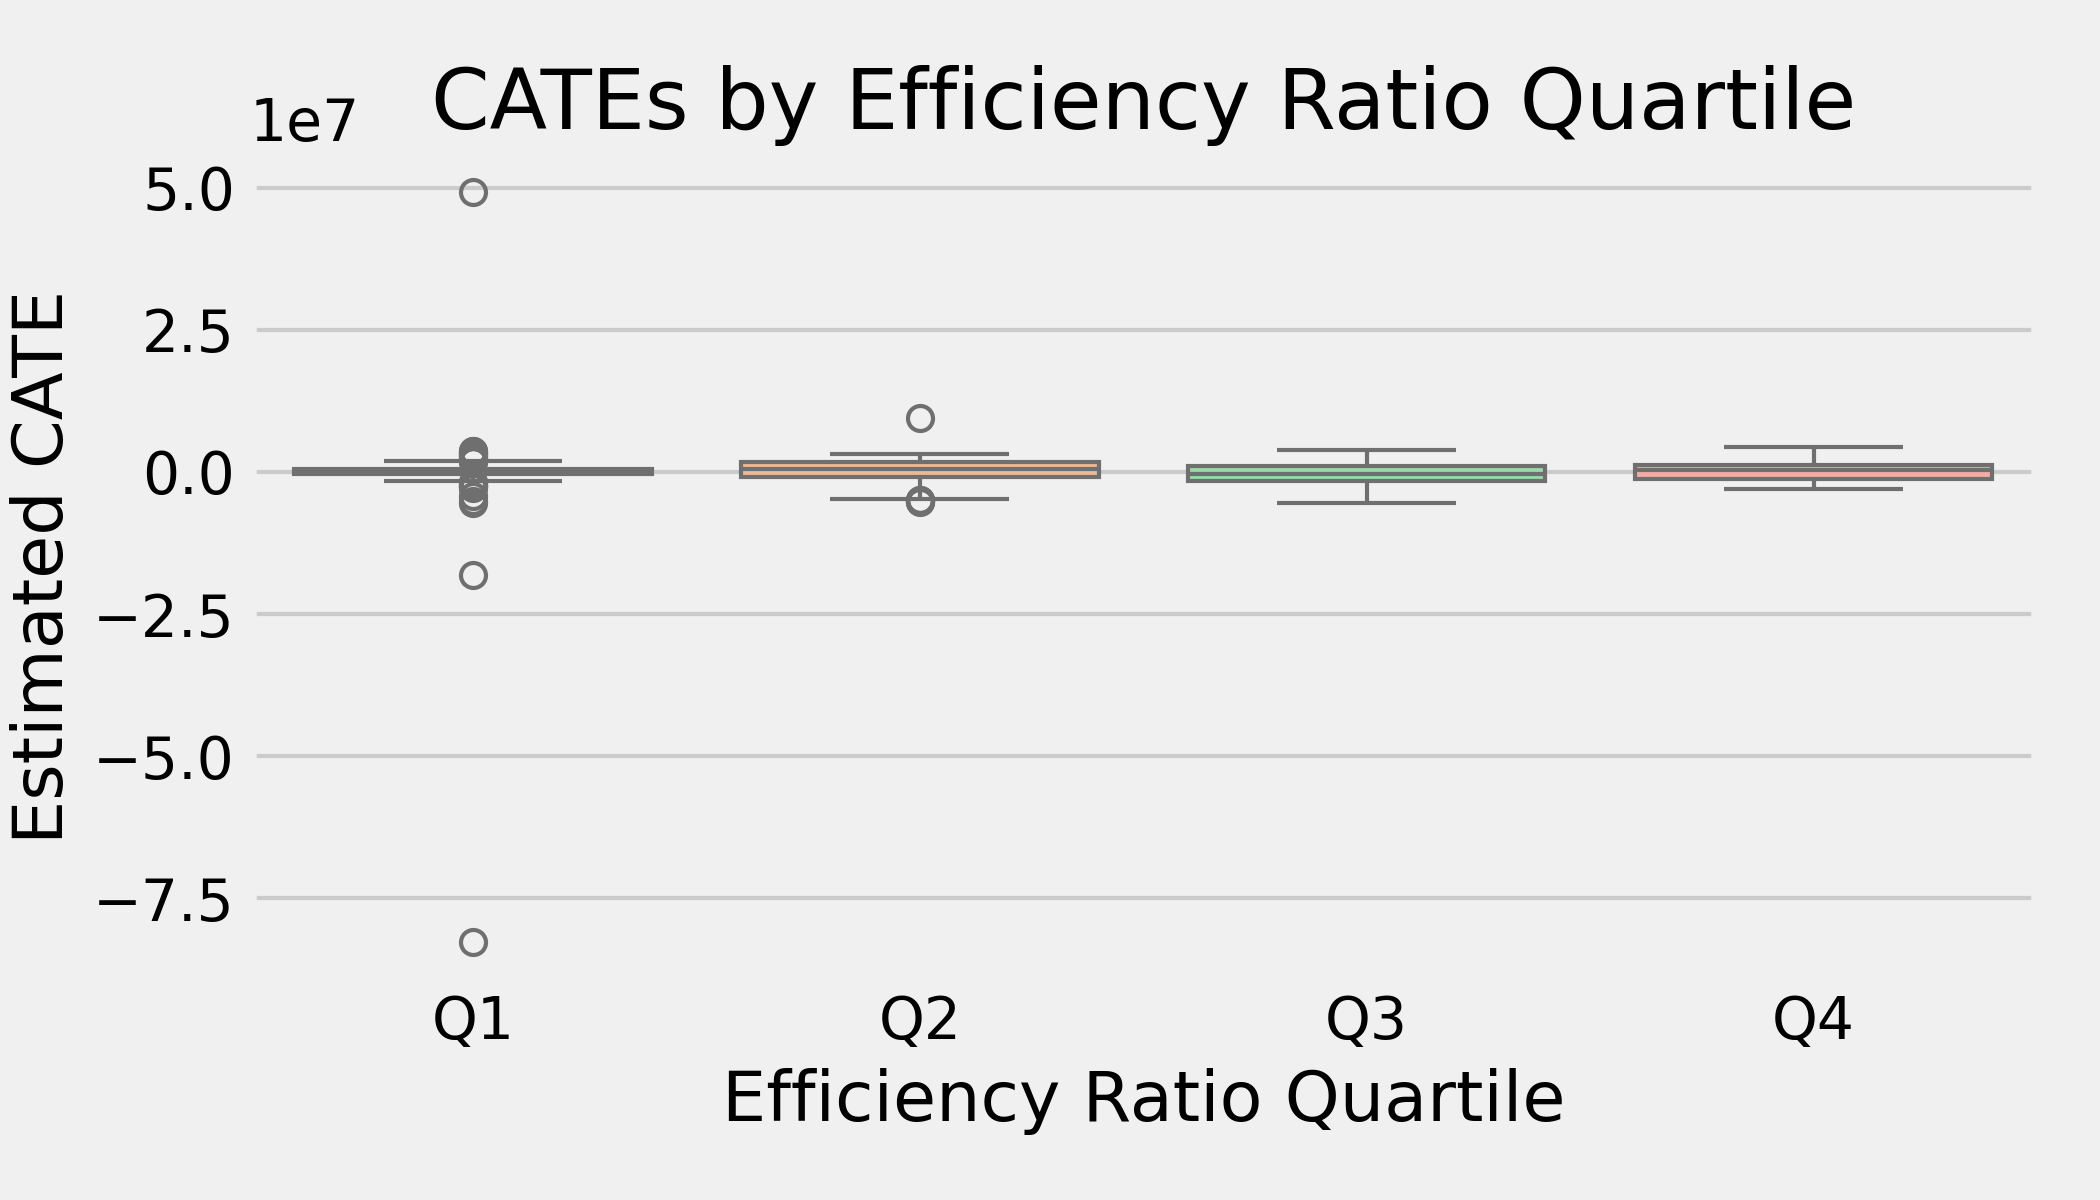 CATEs by Efficiency Ratio Quartile
1e7
5.0
2.5
0.0
−2.5
−5.0
−7.5
Estimated CATE
Q1 Q2 Q3 Q4
Efficiency Ratio Quartile